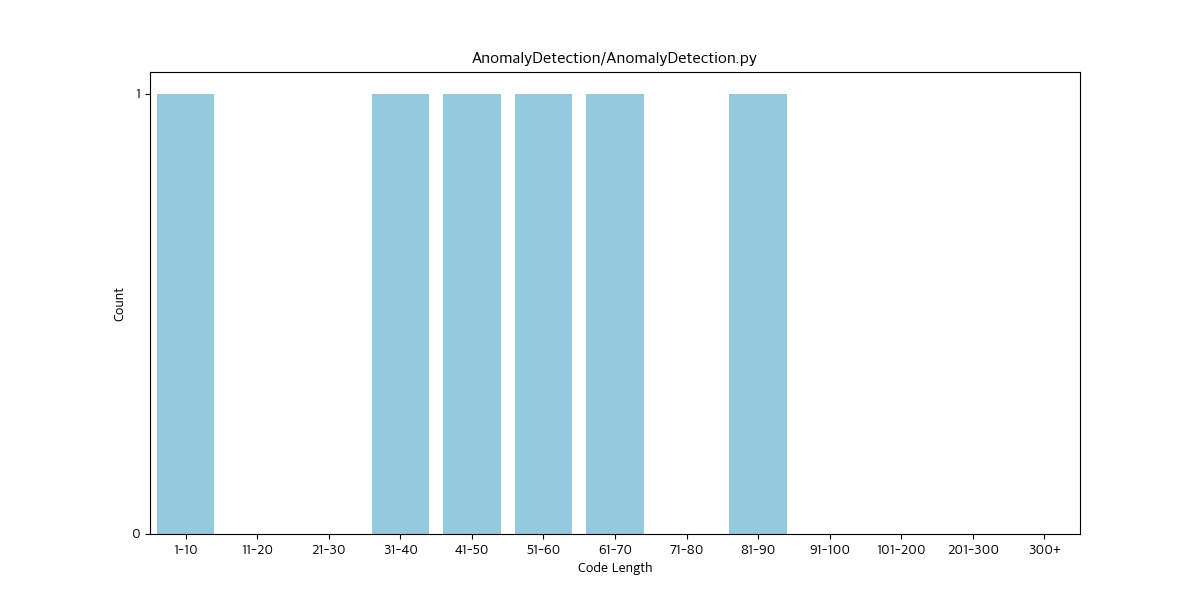 AnomalyDetection/AnomalyDetection.py
1
Count
0
1-10 11-20 21-30 31-40 41-50 51-60 61-70 71-80 81-90 91-100 101-200 201-300 300+
Code Length